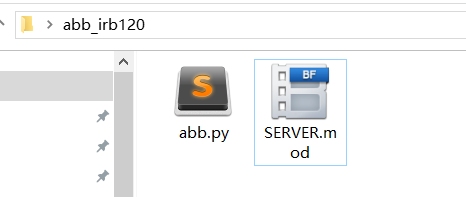 abb_irb120
S
BF
abb.py
SERVER.m
od